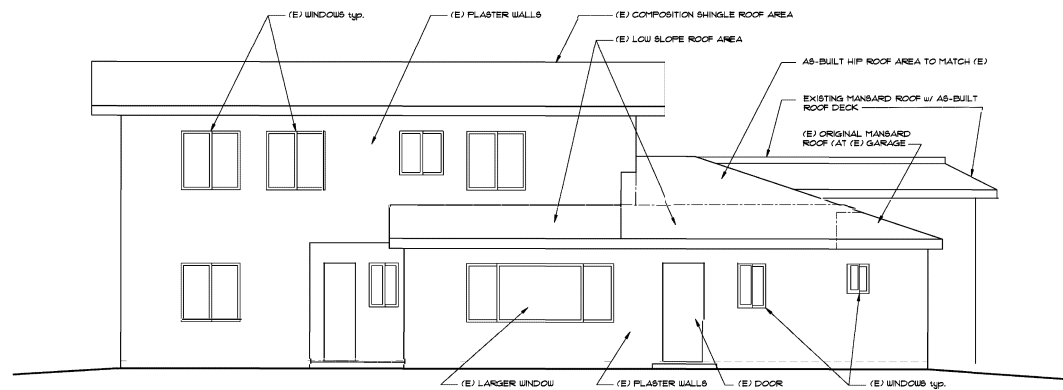 (E) WINDOWS typ.
(E) PLASTER WALLS
(E) COMPOSITION SHINGLE ROOF AREA
(E) LOW SLOPE ROOF AREA
AS-BUILT HIP ROOF AREA TO MATCH (E)
EXISTING MANSARD ROOF w/ AS-BUILT
ROOF DECK
(E) ORIGINAL MANSARD
ROOF (AT (E) GARAGE
(E) LARGER WINDOW
(E) PLASTER WALLS
(E) DOOR
(E) WINDOWS typ.